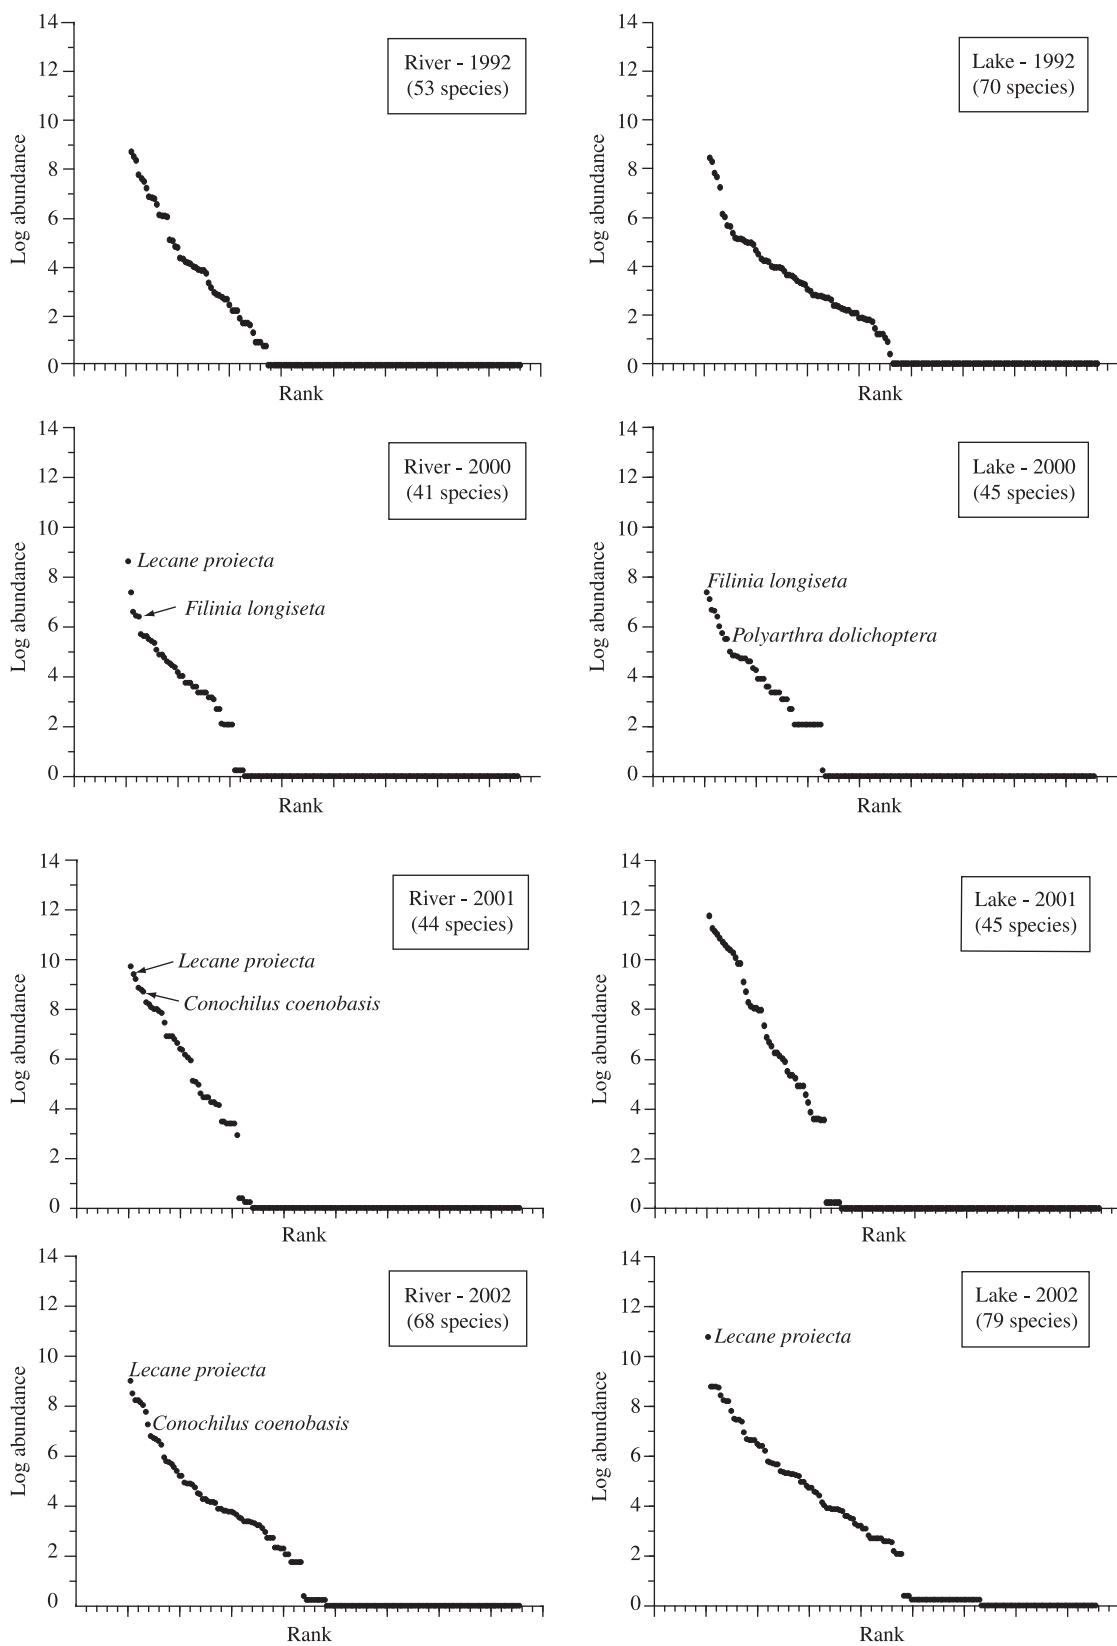 14
12
10
8
6
4
2
0
Log abundance
Rank
River - 1992
(53 species)
14
12
10
8
6
4
2
0
Log abundance
Rank
Lake - 1992
(70 species)
14
12
10
8
6
4
2
0
Log abundance
Rank
River - 2000
(41 species)
Lecane proiecta
Filinia longiseta
14
12
10
8
6
4
2
0
Log abundance
Rank
Lake - 2000
(45 species)
Filinia longiseta
Polyarthra dolichoptera
14
12
10
8
6
4
2
0
Log abundance
Rank
River - 2001
(44 species)
Lecane proiecta
Conochilus coenobasis
14
12
10
8
6
4
2
0
Log abundance
Rank
Lake - 2001
(45 species)
14
12
10
8
6
4
2
0
Log abundance
Rank
River - 2002
(68 species)
Lecane proiecta
Conochilus coenobasis
14
12
10
8
6
4
2
0
Log abundance
Rank
Lake - 2002
(79 species)
Lecane proiecta